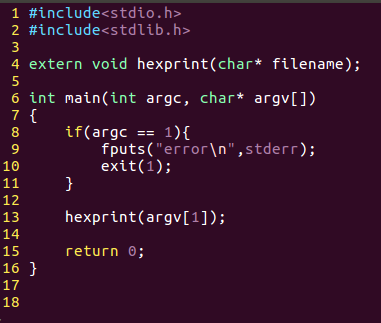 1 #include<stdio.h>
2 #include<stdlib.h>
3
4 extern void hexprint(char* filename);
5
6 int main(int argc, char* argv[])
7 {
8     if(argc == 1){
9         fputs("error\n",stderr);
10         exit(1);
11     }
12
13     hexprint(argv[1]);
14
15     return 0;
16 }
17
18